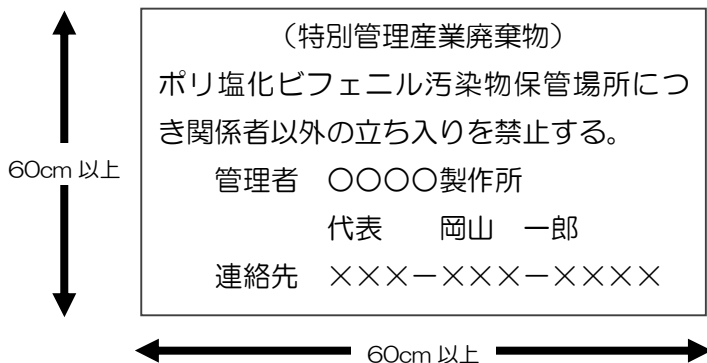 （特別管理産業廃棄物）
ポリ塩化ビフェニル汚染物保管場所につ
き関係者以外の立ち入りを禁止する。
管理者　〇〇〇〇製作所
代表　　岡山　一郎
連絡先　×××－×××－××××
60cm 以上
60cm 以上